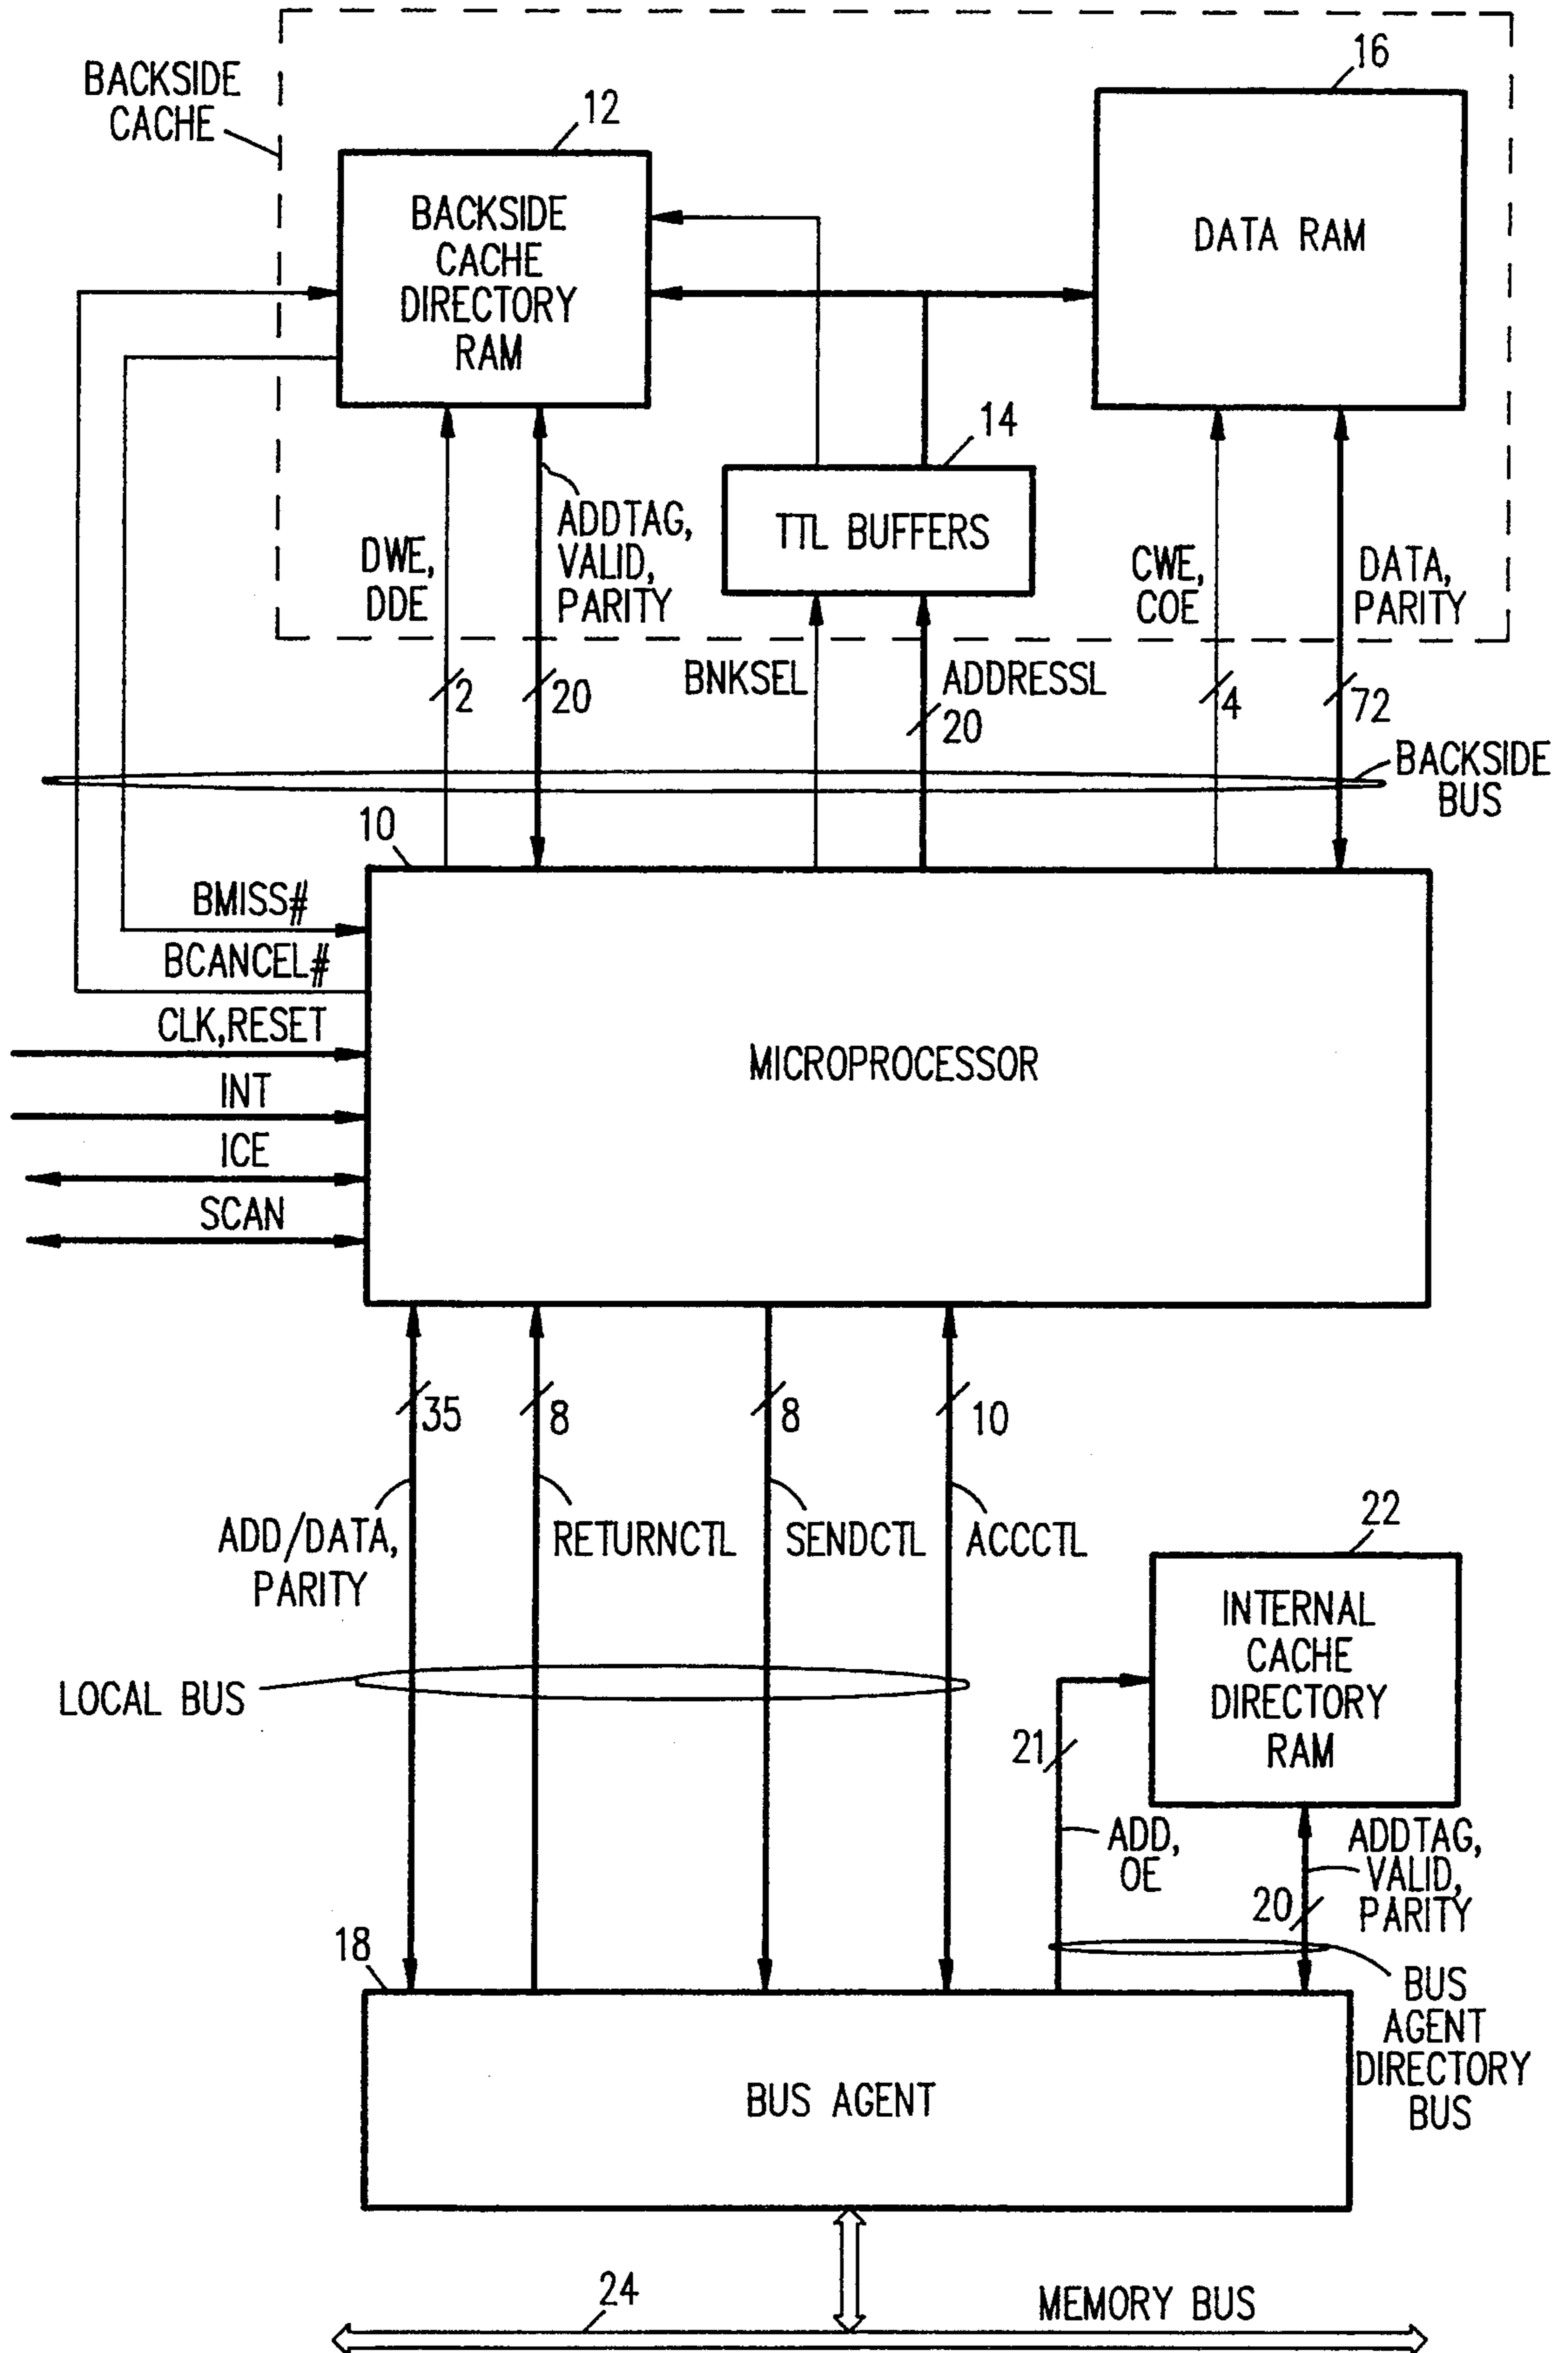 BACKSIDE
CACHE
12
16
BACKSIDE
CACHE
DIRECTORY
RAM
DATA RAM
14
TTL BUFFERS
DWE,
DDE
ADDTAG,
VALID,
PARITY
CWE,
COE
DATA,
PARITY
2
20
BNKSEL
ADDRESSL
20
4
72
BACKSIDE
BUS
10
BMISS#
BCANCEL#
CLK,RESET
INT
ICE
SCAN
MICROPROCESSOR
35
8
8
10
ADD/DATA,
PARITY
RETURNCTL
SENDCTL
ACCCTL
22
INTERNAL
CACHE
DIRECTORY
RAM
LOCAL BUS
21
ADD,
OE
ADDTAG,
VALID,
PARITY
20
18
BUS
AGENT
DIRECTORY
BUS
BUS AGENT
24
MEMORY BUS